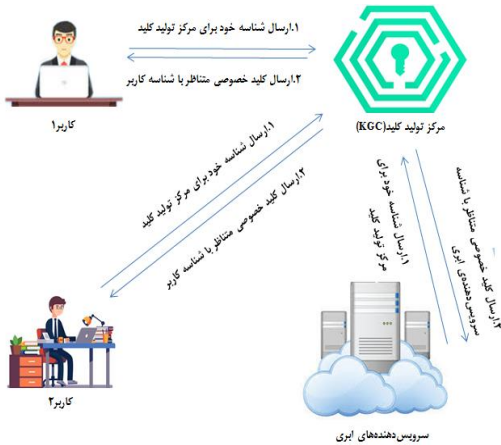 ۱.ارسال شناسه خود برای مرکز تولید کلید
۲.ارسال کلید خصوصی متناظر با شناسه کاربر
کاربر۱
مرکز تولید کلید(KGC)
۱.ارسال شناسه خود برای مرکز تولید کلید
۲.ارسال کلید خصوصی متناظر با شناسه کاربر
۱.ارسال شناسه خود برای
مرکز تولید کلید
۲.ارسال کلید خصوصی متناظر با شناسه
سرویس‌دهنده‌ی ابری
کاربر۲
سرویس‌دهنده‌های ابری